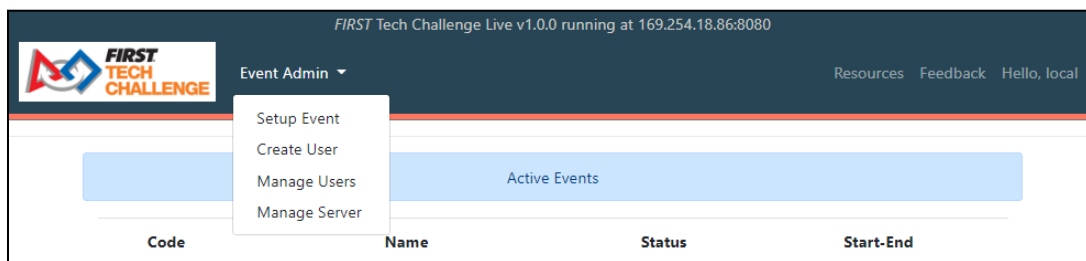 FIRST Tech Challenge Live v1.0.0 running at 169.254.18.86:8080
FIRST
TECH
CHALLENGE
Event Admin
Resources Feedback Hello, local
Setup Event
Create User
Manage Users
Manage Server
Active Events
Code Name Status Start-End